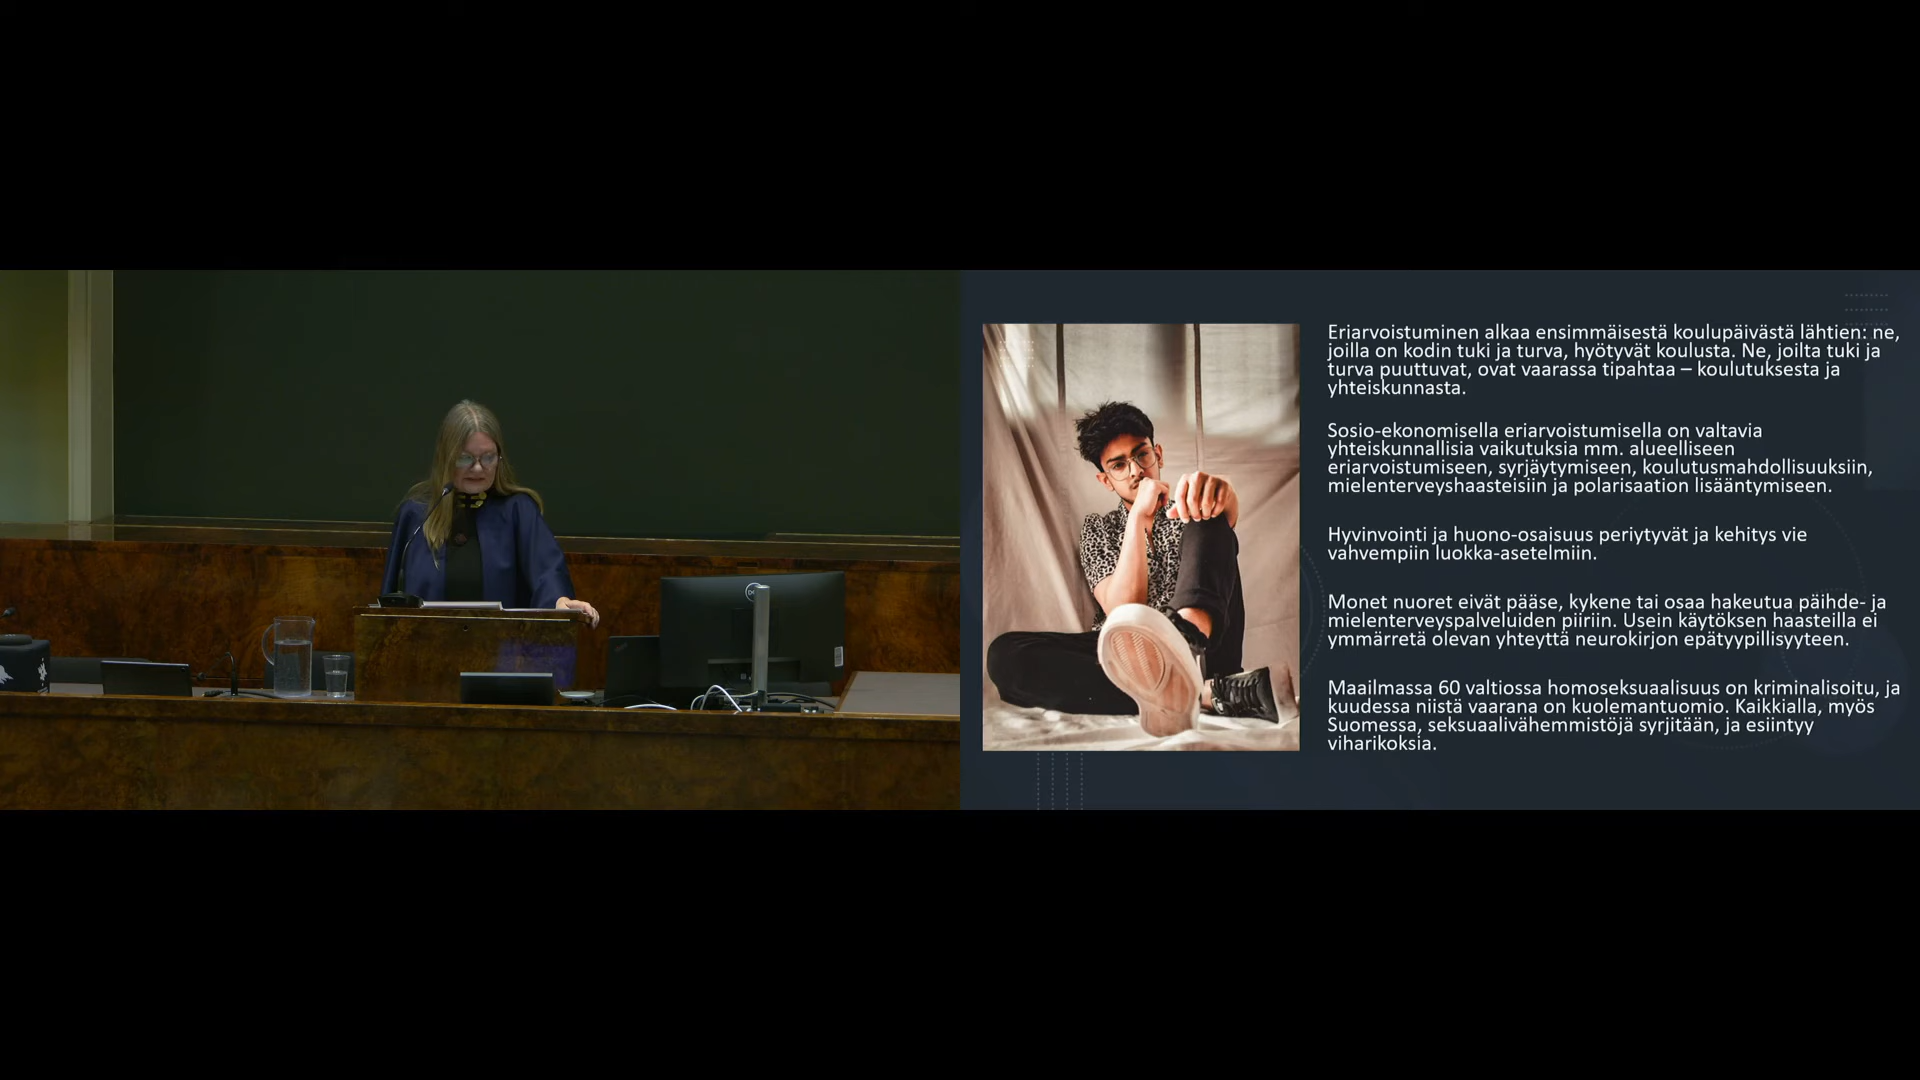 Eriarvoistuminen alkaa ensimmäisestä koulupäivästä lähtien: ne,
joilla on kodin tuki ja turva, hyötyvät koulusta. Ne, joilta tuki ja
turva puuttuvat, ovat vaarassa tipahtaa – koulutuksesta ja
yhteiskunnasta.
Sosio-ekonomisella eriarvoistumisella on valtavia
yhteiskunnallisia vaikutuksia mm. alueelliseen
eriarvoistumiseen, syrjäytymiseen, koulutusmahdollisuuksiin,
mielenterveyshaasteisiin ja polarisaation lisääntymiseen.
Hyvinvointi ja huono-osaisuus periytyvät ja kehitys vie
vahvempiin luokka-asetelmiin.
Monet nuoret eivät pääse, kykene tai osaa hakeutua päihde- ja
mielenterveyspalveluiden piiriin. Usein käytöksen haasteilla ei
ymmärretä olevan yhteyttä neurokirjon epätyypillisyyteen.
Maailmassa 60 valtiossa homoseksuaalisuus on kriminalisoitu, ja
kuudessa niistä vaarana on kuolemantuomio. Kaikkialla, myös
Suomessa, seksuaalivähemmistöjä syrjitään, ja esiintyy
viharikoksia.